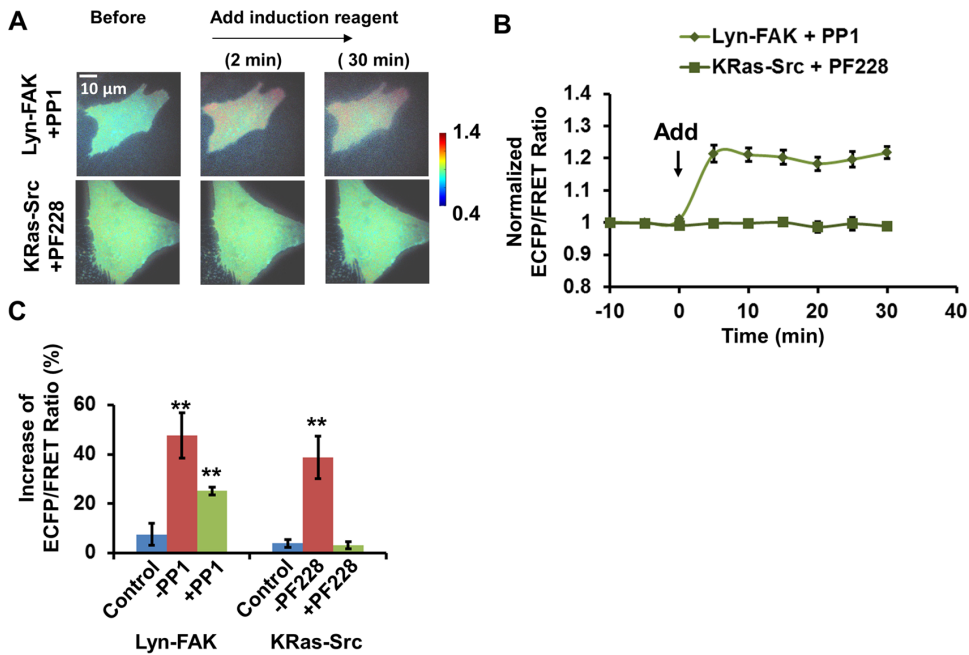 A
Before
Add induction reagent
(2 min)
( 30 min)
Lyn-FAK
+PP1
10 μm
KRas-Src
+PF228
1.4
0.4
B
Lyn-FAK + PP1
KRas-Src + PF228
Normalized
ECFP/FRET Ratio
1.4
1.3
1.2
1.1
1
0.9
0.8
Add
-10
0
10
20
30
40
Time (min)
C
Increase of
ECFP/FRET Ratio (%)
60
40
20
0
**
**
**
Control
-PP1
+PP1
Control
-PF228
+PF228
Lyn-FAK
KRas-Src